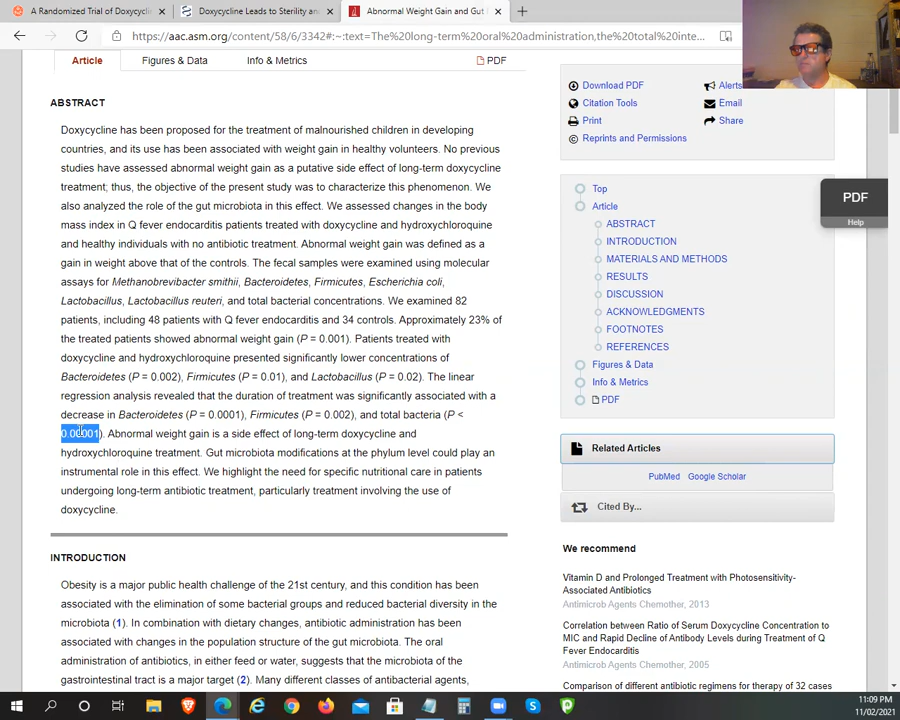 A Randomized Trial of Doxycycli
Doxycycline Leads to Sterility an
Abnormal Weight Gain and Gut
https://aac.asm.org/content/58/6/3342#:~:text=The%20long-term%20oral%20administration,the%20total%20inte...
Article
Figures & Data
Info & Metrics
PDF
ABSTRACT
Doxycycline has been proposed for the treatment of malnourished children in developing
countries, and its use has been associated with weight gain in healthy volunteers. No previous
studies have assessed abnormal weight gain as a putative side effect of long-term doxycycline
treatment; thus, the objective of the present study was to characterize this phenomenon. We
also analyzed the role of the gut microbiota in this effect. We assessed changes in the body
mass index in Q fever endocarditis patients treated with doxycycline and hydroxychloroquine
and healthy individuals with no antibiotic treatment. Abnormal weight gain was defined as a
gain in weight above that of the controls. The fecal samples were examined using molecular
assays for Methanobrevibacter smithii, Bacteroidetes, Firmicutes, Escherichia coli,
Lactobacillus, Lactobacillus reuteri, and total bacterial concentrations. We examined 82
patients, including 48 patients with Q fever endocarditis and 34 controls. Approximately 23% of
the treated patients showed abnormal weight gain (P = 0.001). Patients treated with
doxycycline and hydroxychloroquine presented significantly lower concentrations of
Bacteroidetes (P = 0.002), Firmicutes (P = 0.01), and Lactobacillus (P = 0.02). The linear
regression analysis revealed that the duration of treatment was significantly associated with a
decrease in Bacteroidetes (P = 0.0001), Firmicutes (P = 0.002), and total bacteria (P <
0.00001). Abnormal weight gain is a side effect of long-term doxycycline and
hydroxychloroquine treatment. Gut microbiota modifications at the phylum level could play an
instrumental role in this effect. We highlight the need for specific nutritional care in patients
undergoing long-term antibiotic treatment, particularly treatment involving the use of
doxycycline.
INTRODUCTION
Obesity is a major public health challenge of the 21st century, and this condition has been
associated with the elimination of some bacterial groups and reduced bacterial diversity in the
microbiota (1). In combination with dietary changes, antibiotic administration has been
associated with changes in the population structure of the gut microbiota. The oral
administration of antibiotics, in either feed or water, suggests that the microbiota of the
gastrointestinal tract is a major target (2). Many different classes of antibacterial agents,
Download PDF
Alerts
Citation Tools
Email
Print
Share
Reprints and Permissions
PDF
Help
Top
Article
ABSTRACT
INTRODUCTION
MATERIALS AND METHODS
RESULTS
DISCUSSION
ACKNOWLEDGMENTS
FOOTNOTES
REFERENCES
Figures & Data
Info & Metrics
PDF
Related Articles
PubMed
Google Scholar
Cited By...
We recommend
Vitamin D and Prolonged Treatment with Photosensitivity-
Associated Antibiotics
Antimicrob Agents Chemother, 2013
Correlation between Ratio of Serum Doxycycline Concentration
to MIC and Rapid Decline of Antibody Levels during Treatment of Q
Fever Endocarditis
Antimicrob Agents Chemother, 2005
Comparison of different antibiotic regimens for therapy of 32 cases
11:09 PM
11/02/2021